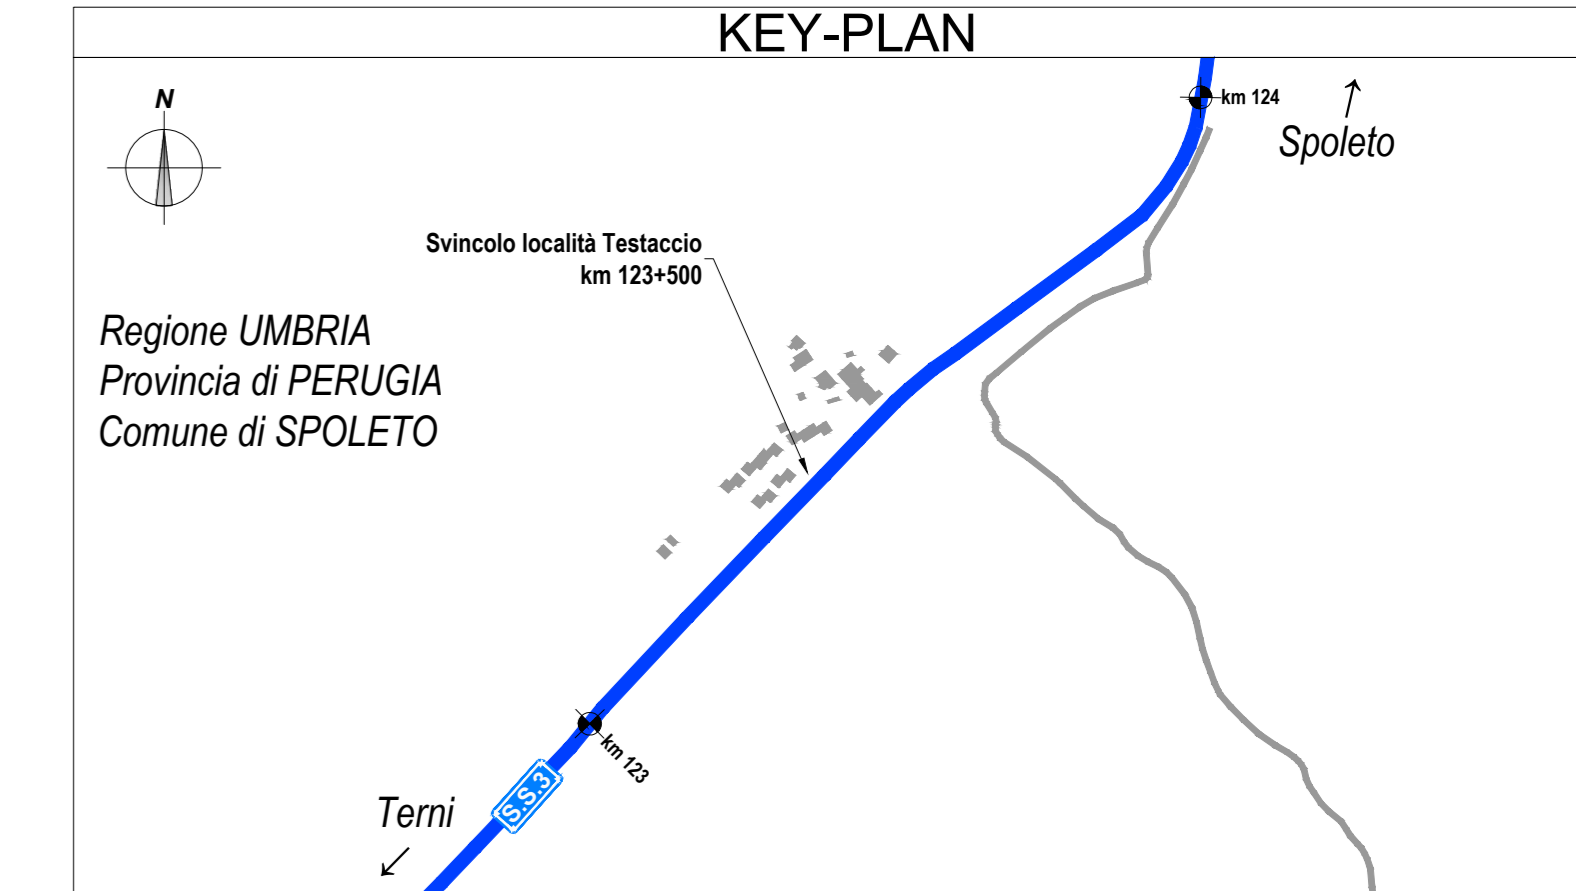 KEY-PLAN
N
km 124
Spoleto
Svincolo località Testaccio
km 123+500
Regione UMBRIA
Provincia di PERUGIA
Comune di SPOLETO
km 123
S.S.3
Terni